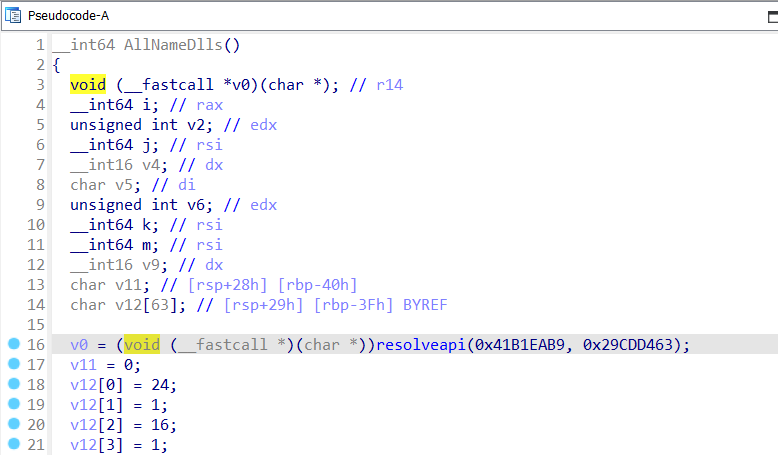 Pseudocode-A
1 __int64 AllNameDlls()
2 {
3 void (__fastcall *v0)(char *); // r14
4 __int64 i; // rax
5 unsigned int v2; // edx
6 __int64 j; // rsi
7 __int16 v4; // dx
8 char v5; // di
9 unsigned int v6; // edx
10 __int64 k; // rsi
11 __int64 m; // rsi
12 __int16 v9; // dx
13 char v11; // [rsp+28h] [rbp-40h]
14 char v12[63]; // [rsp+29h] [rbp-3Fh] BYREF
15
16 v0 = (void (__fastcall *)(char *))resolveapi(0x41B1EAB9, 0x29CDD463);
17 v11 = 0;
18 v12[0] = 24;
19 v12[1] = 1;
20 v12[2] = 16;
21 v12[3] = 1;